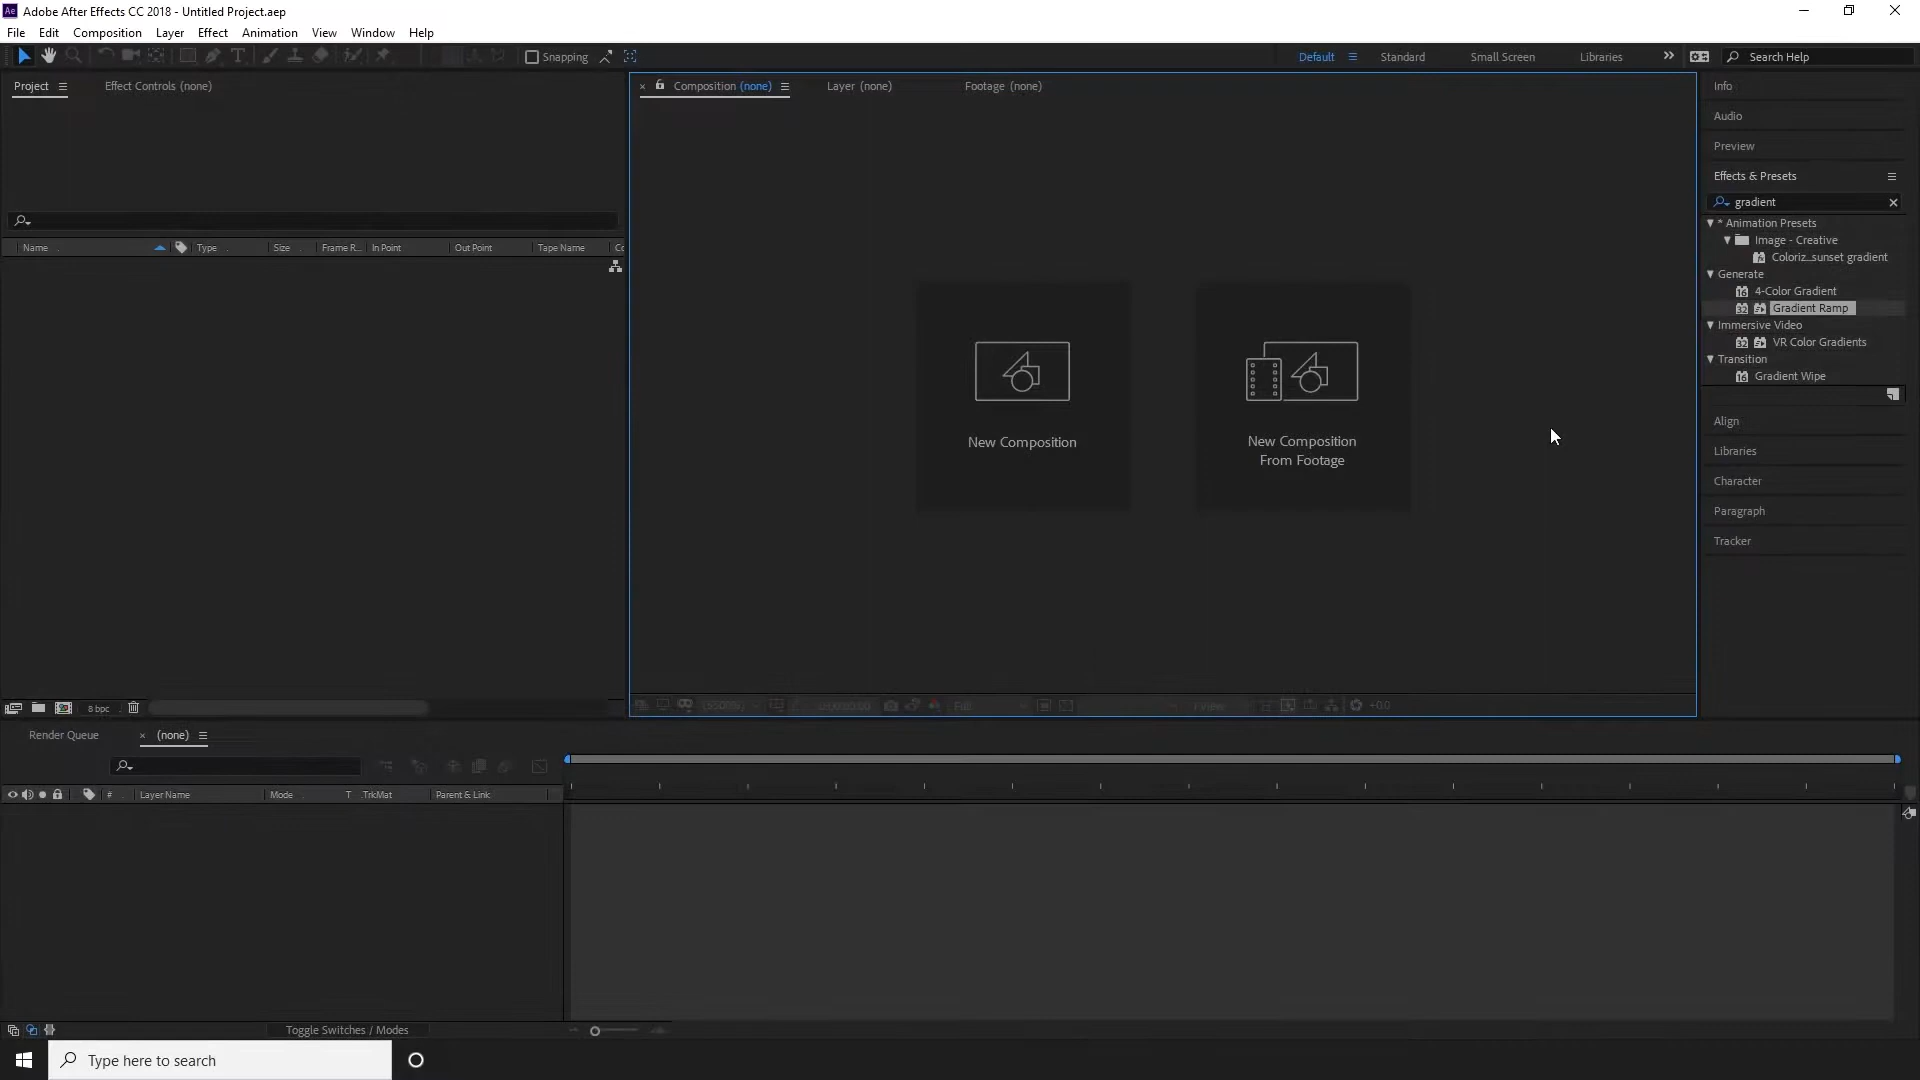 Adobe After Effects CC 2018 - Untitled Project.aep
File Edit Composition Layer Effect Animation View Window Help
Snapping Default Standard Small Screen Libraries Search Help
Project Effect Controls (none) Composition (none) Layer (none) Footage (none)
Name Type Size Frame R... In Point Out Point Tape Name
New Composition
New Composition
From Footage
Info
Audio
Preview
Effects & Presets
gradient
* Animation Presets
Image - Creative
Coloriz...sunset gradient
Generate
4-Color Gradient
Gradient Ramp
Immersive Video
VR Color Gradients
Transition
Gradient Wipe
Align
Libraries
Character
Paragraph
Tracker
8 bpc
Full
+0.0
Render Queue (none)
# Layer Name Mode T .TrkMat Parent & Link
Toggle Switches / Modes
Type here to search